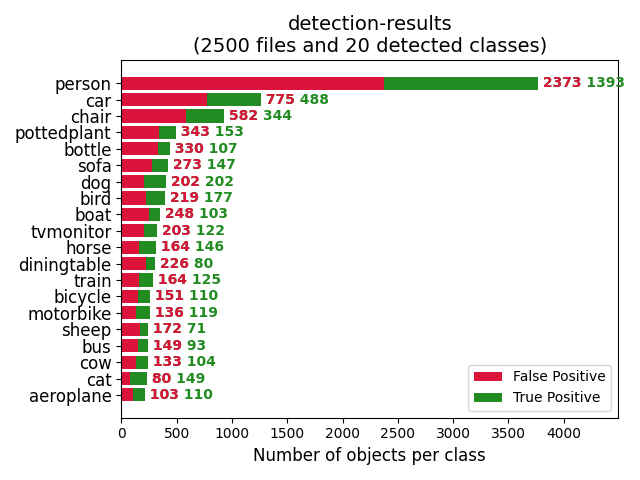 detection-results
(2500 files and 20 detected classes)
person 2373 1393
car 775 488
chair 582 344
pottedplant 343 153
bottle 330 107
sofa 273 147
dog 202 202
bird 219 177
boat 248 103
tvmonitor 203 122
horse 164 146
diningtable 226 80
train 164 125
bicycle 151 110
motorbike 136 119
sheep 172 71
bus 149 93
cow 133 104
cat 80 149
aeroplane 103 110
False Positive
True Positive
0 500 1000 1500 2000 2500 3000 3500 4000
Number of objects per class